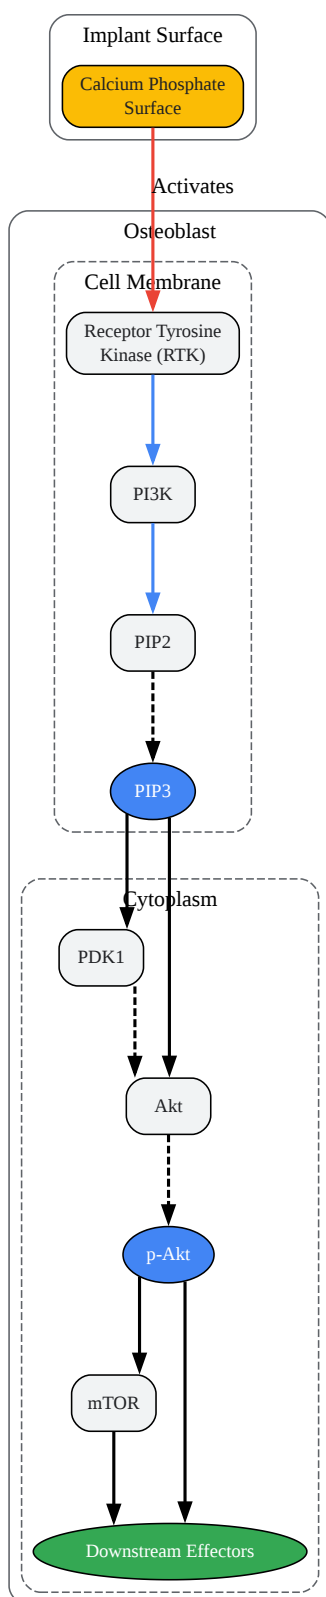 Implant Surface
Calcium Phosphate
Surface
Activates
Osteoblast
Cell Membrane
Receptor Tyrosine
Kinase (RTK)
PI3K
PIP2
PIP3
Cytoplasm
PDK1
Akt
p-Akt
mTOR
Downstream Effectors